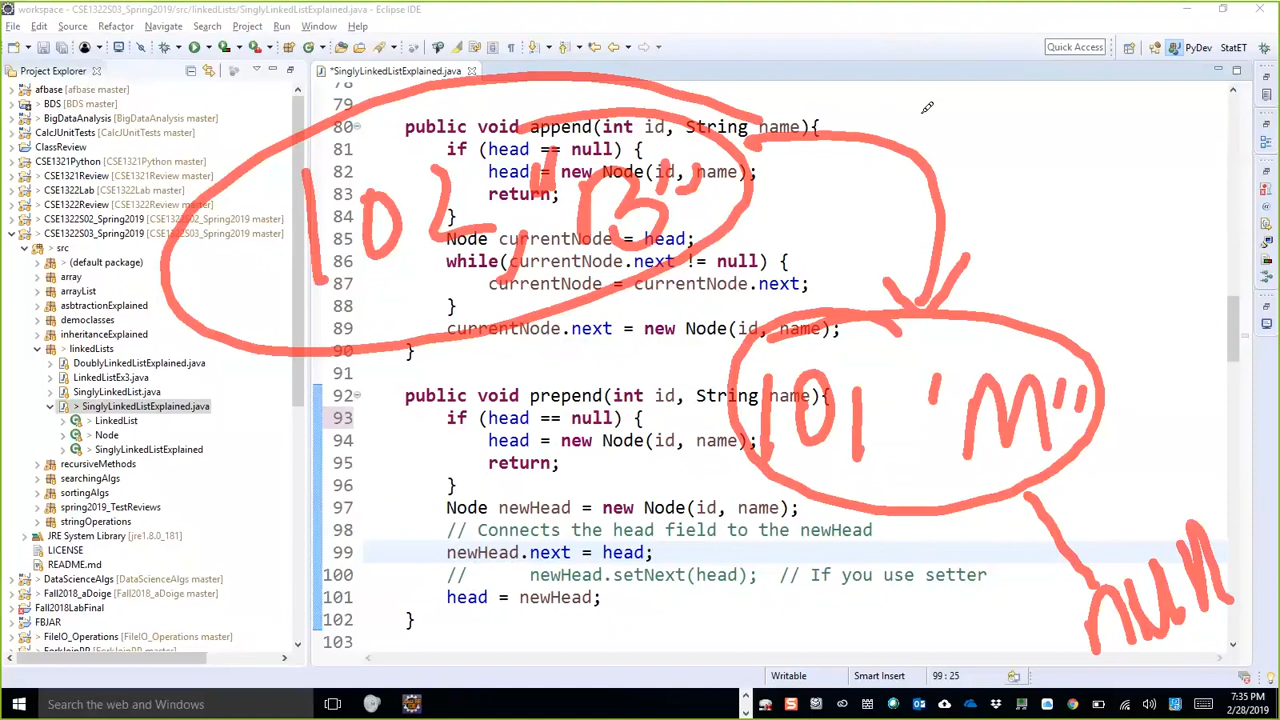 workspace - CSE1322S03_Spring2019/src/linkedLists/SinglyLinkedListExplained.java - Eclipse IDE
File Edit Source Refactor Navigate Search Project Run Window Help
Quick Access
PyDev
StatET
Project Explorer
*SinglyLinkedListExplained.java
afbase [afbase master]
> BDS [BDS master]
> BigDataAnalysis [BigDataAnalysis master]
CalcJUnitTests [CalcJUnitTests master]
ClassReview
CSE1321Python [CSE1321Python master]
> CSE1321Review [CSE1321Review master]
> CSE1322Lab [CSE1322Lab master]
> CSE1322Review [CSE1322Review master]
> CSE1322S02_Spring2019 [CSE1322S02_Spring2019 master]
> CSE1322S03_Spring2019 [CSE1322S03_Spring2019 master]
> src
> (default package)
array
> arrayList
> asbtractionExplained
> democlasses
> inheritanceExplained
> linkedLists
DoublyLinkedListExplained.java
LinkedListEx3.java
SinglyLinkedList.java
> SinglyLinkedListExplained.java
LinkedList
Node
SinglyLinkedListExplained
recursiveMethods
searchingAlgs
sortingAlgs
> spring2019_TestReviews
stringOperations
JRE System Library [jre1.8.0_181]
LICENSE
README.md
> DataScienceAlgs [DataScienceAlgs master]
> Fall2018_aDoige [Fall2018_aDoige master]
Fall2018LabFinal
FBJAR
> FileIO_Operations [FileIO_Operations master]
> ForkJoinPP [ForkJoinPP master]
78
79
80 public void append(int id, String name){
81 if (head == null) {
82 head = new Node(id, name);
83 return;
84 }
85 Node currentNode = head;
86 while(currentNode.next != null) {
87 currentNode = currentNode.next;
88 }
89 currentNode.next = new Node(id, name);
90 }
91
92 public void prepend(int id, String name){
93 if (head == null) {
94 head = new Node(id, name);
95 return;
96 }
97 Node newHead = new Node(id, name);
98 // Connects the head field to the newHead
99 newHead.next = head;
100 // newHead.setNext(head); // If you use setter
101 head = newHead;
102 }
103
102, "B"
101 'M"
null
Writable
Smart Insert
99 : 25
Search the web and Windows
7:35 PM
2/28/2019